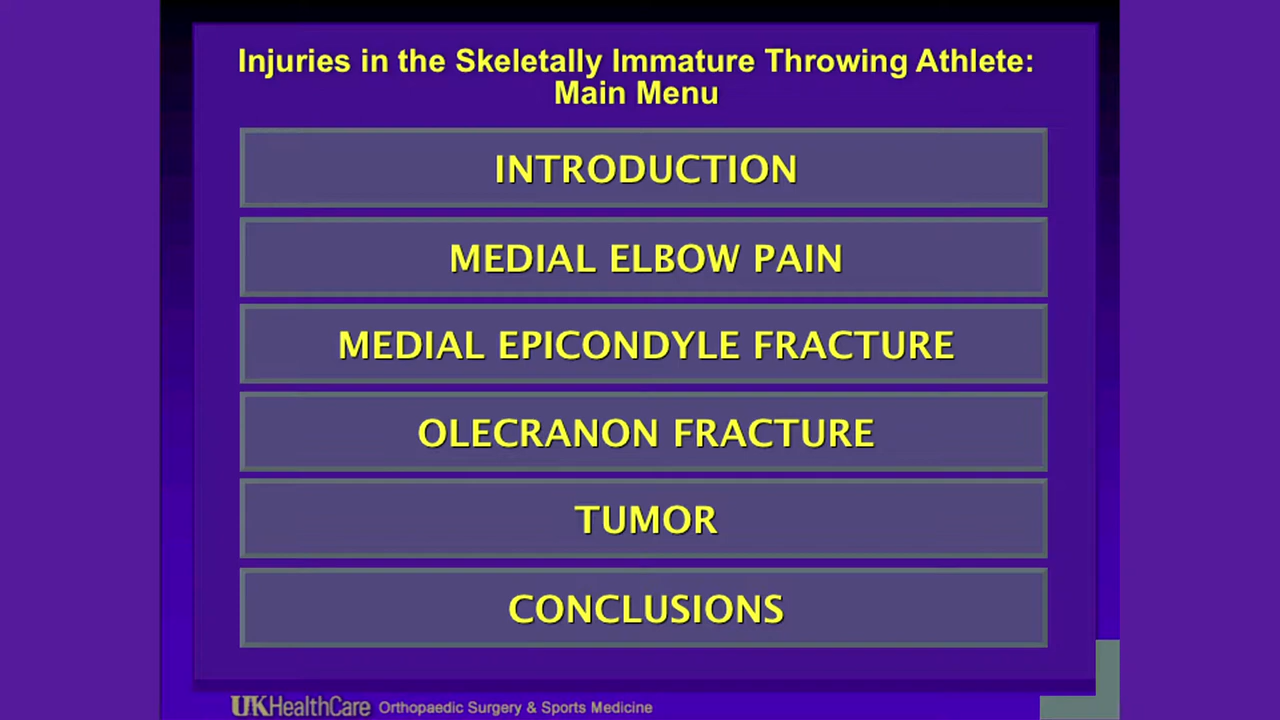 Injuries in the Skeletally Immature Throwing Athlete:
Main Menu
INTRODUCTION
MEDIAL ELBOW PAIN
MEDIAL EPICONDYLE FRACTURE
OLECRANON FRACTURE
TUMOR
CONCLUSIONS
UKHealthCare Orthopaedic Surgery & Sports Medicine